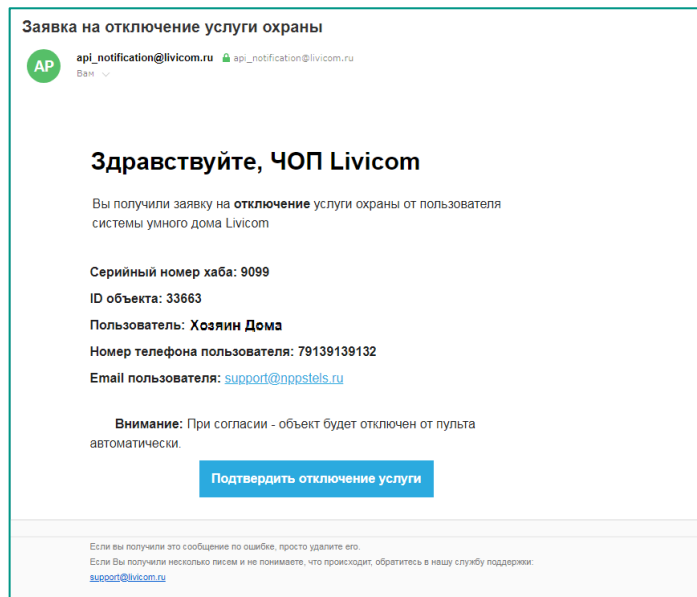 Заявка на отключение услуги охраны
AP
api_notification@livicom.ru api_notification@livicom.ru
Вам
Здравствуйте, ЧОП Livicom
Вы получили заявку на отключение услуги охраны от пользователя
системы умного дома Livicom
Серийный номер хаба: 9099
ID объекта: 33663
Пользователь: Хозяин Дома
Номер телефона пользователя: 79139139132
Email пользователя: support@nppstels.ru
Внимание: При согласии - объект будет отключен от пульта
автоматически.
Подтвердить отключение услуги
Если вы получили это сообщение по ошибке, просто удалите его.
Если Вы получили несколько писем и не понимаете, что происходит, обратитесь в нашу службу поддержки:
support@livicom.ru